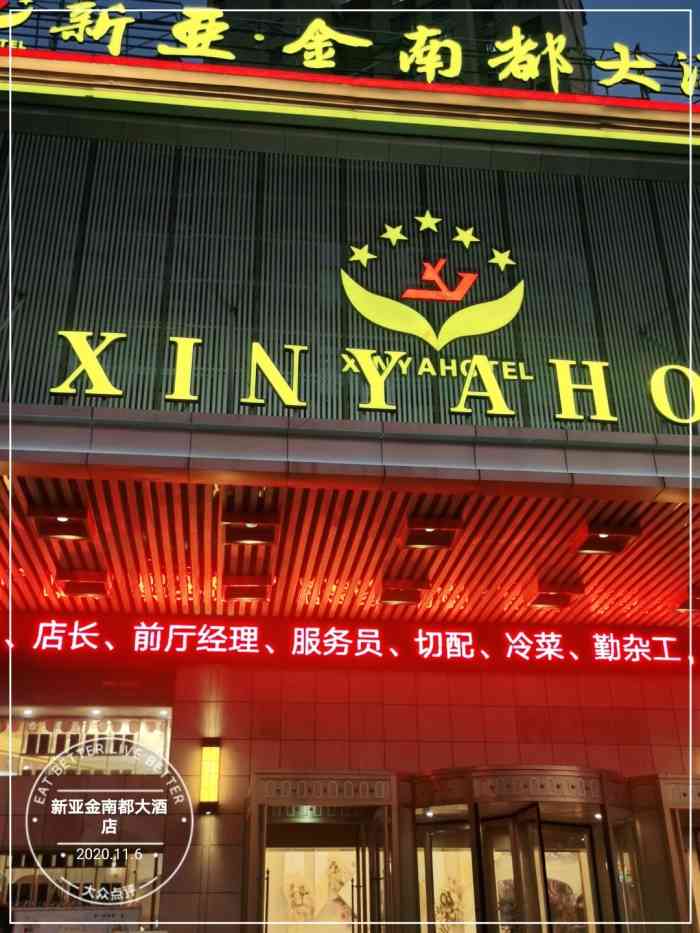 新亚·金南都大酒
XINYAHOTEL
XINYAHO
、店长、前厅经理、服务员、切配、冷菜、勤杂工、
EAT BETTER LIVE BETTER
新亚金南都大酒
店
2020.11.6
大众点评